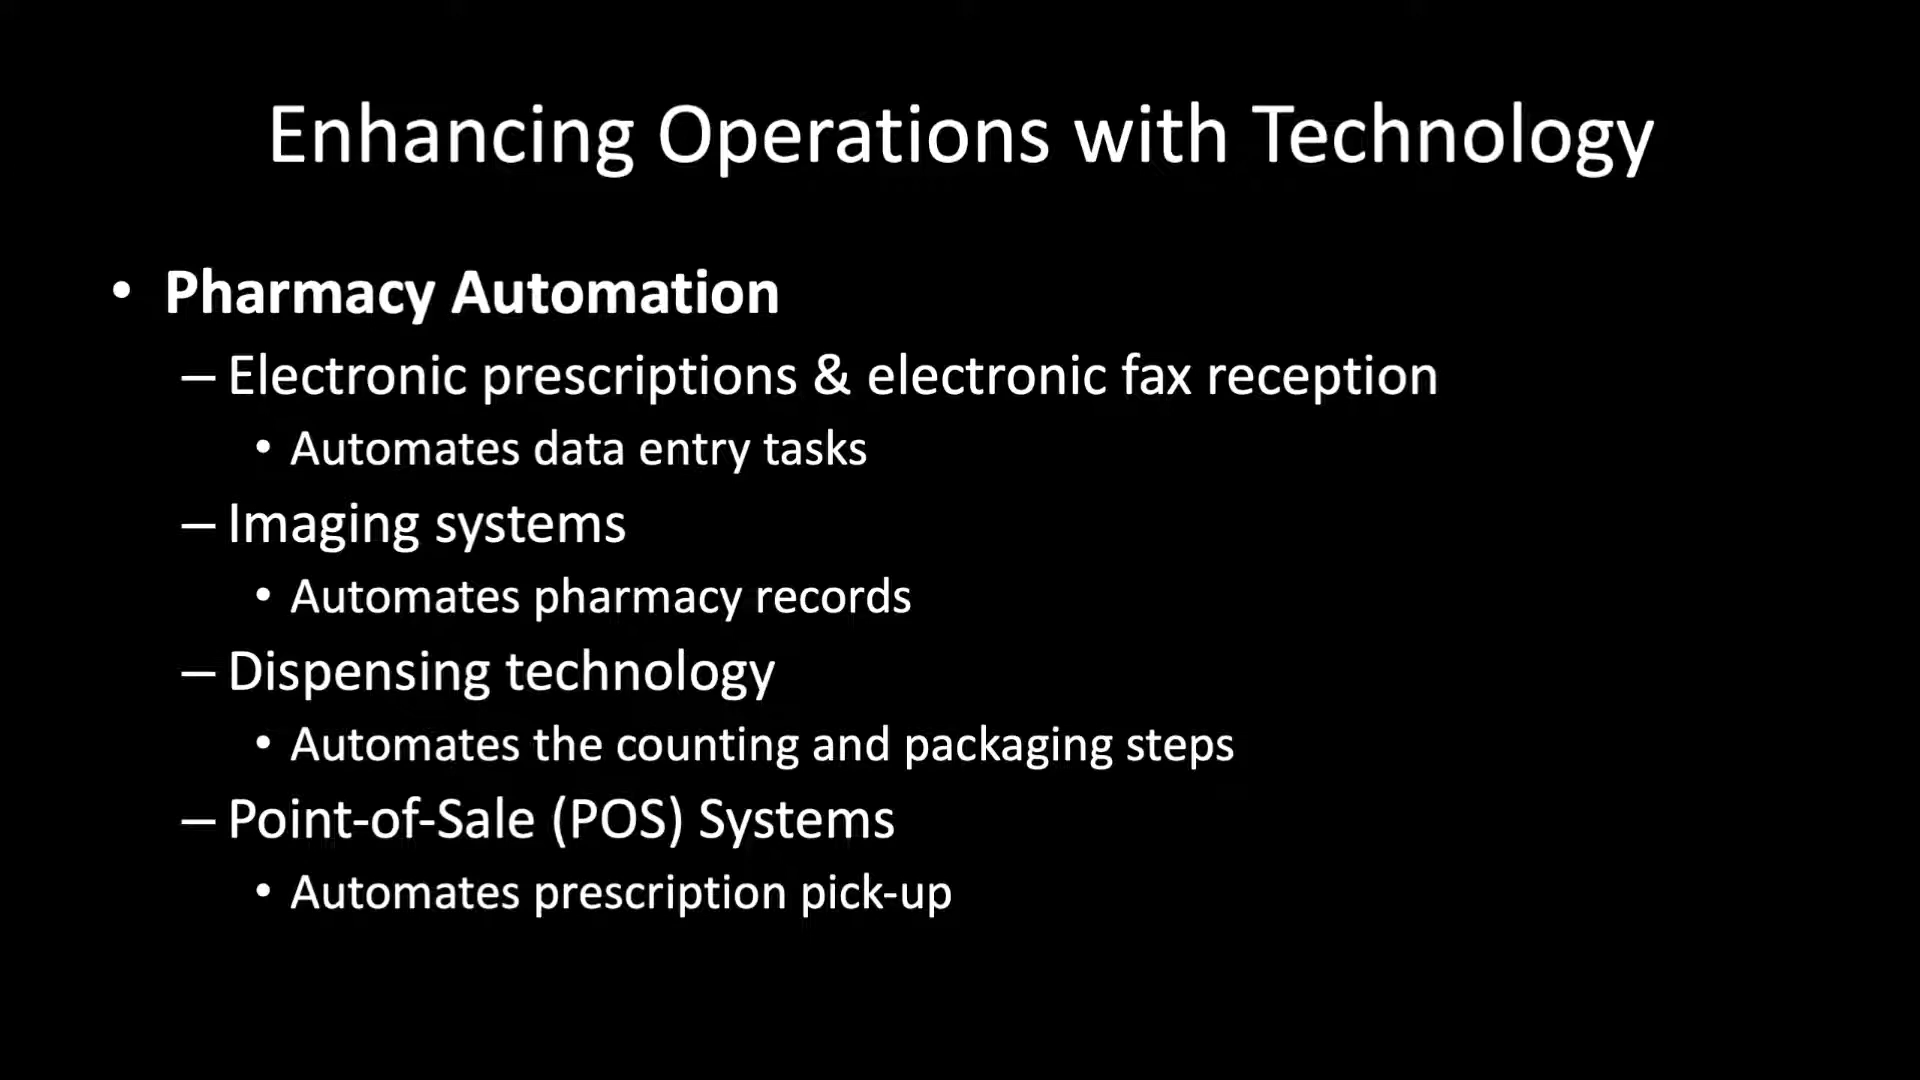 Enhancing Operations with Technology
• Pharmacy Automation
– Electronic prescriptions & electronic fax reception
• Automates data entry tasks
– Imaging systems
• Automates pharmacy records
– Dispensing technology
• Automates the counting and packaging steps
– Point-of-Sale (POS) Systems
• Automates prescription pick-up